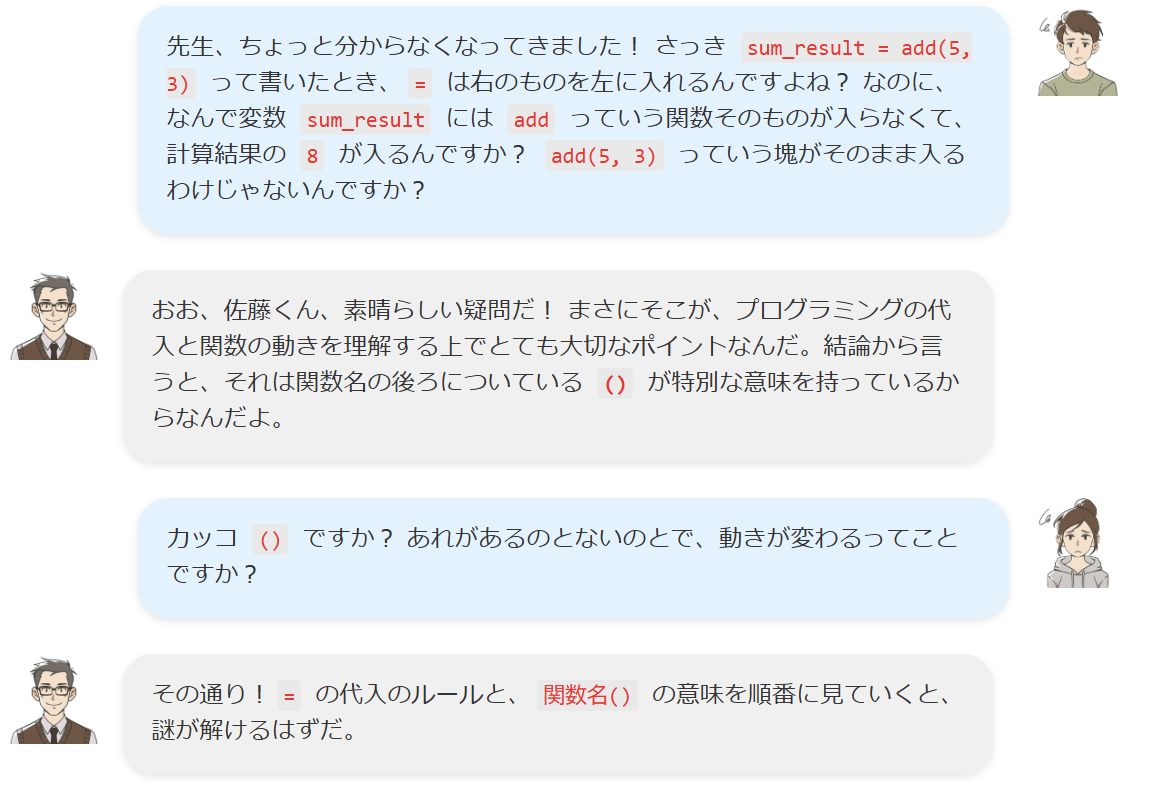 先生、ちょっと分からなくなってきました！ さっき sum_result = add(5,
3) って書いたとき、 = は右のものを左に入れるんですよね？ なのに、
なんで変数 sum_result には add っていう関数そのものが入らなくて、
計算結果の 8 が入るんですか？ add(5, 3) っていう塊がそのまま入る
わけじゃないんですか？
おお、佐藤くん、素晴らしい疑問だ！ まさにそこが、プログラミングの代
入と関数の動きを理解する上でとても大切なポイントなんだ。結論から言
うと、それは関数名の後ろについている () が特別な意味を持っているか
らなんだよ。
カッコ () ですか？ あれがあるのとないのとで、動きが変わるってこと
ですか？
その通り！ = の代入のルールと、 関数名() の意味を順番に見ていくと、
謎が解けるはずだ。